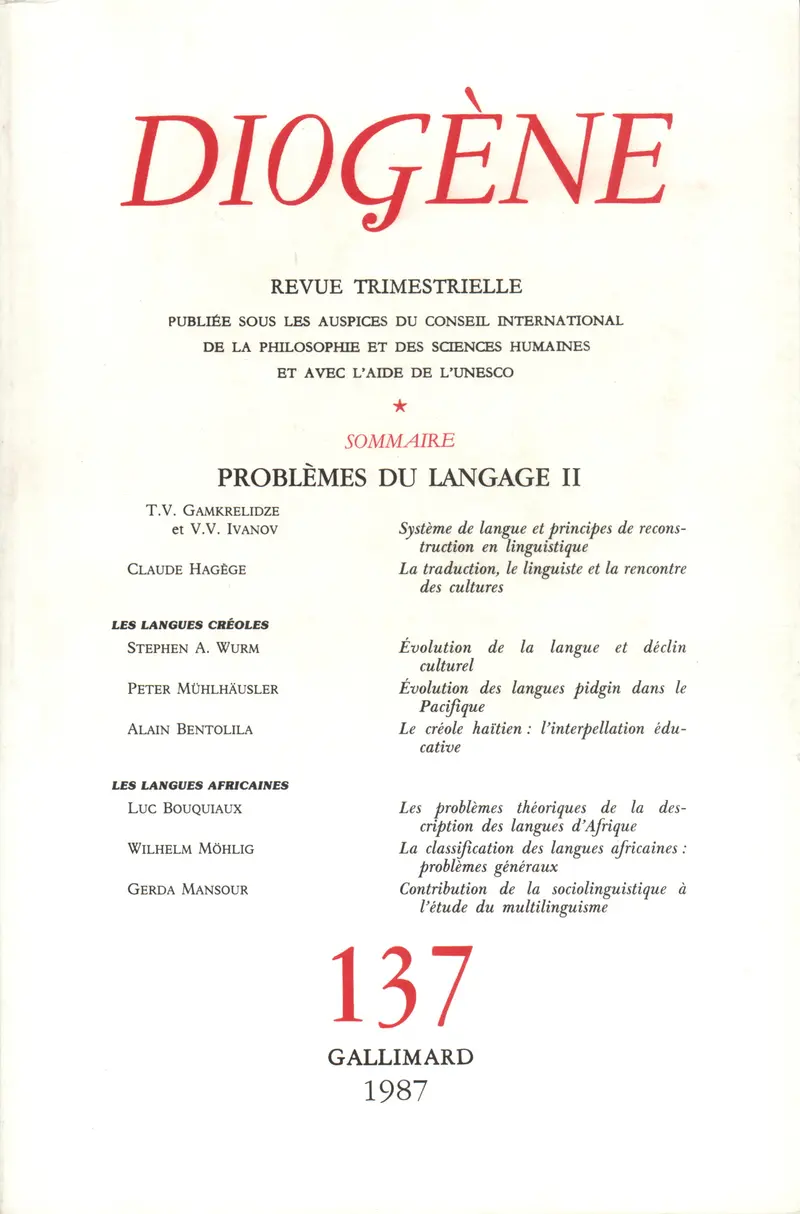 DIOGÈNE
REVUE TRIMESTRIELLE
PUBLIÉE SOUS LES AUSPICES DU CONSEIL INTERNATIONAL
DE LA PHILOSOPHIE ET DES SCIENCES HUMAINES
ET AVEC L'AIDE DE L'UNESCO
★
SOMMAIRE
PROBLÈMES DU LANGAGE II
T.V. GAMKRELIDZE
et V.V. IVANOV Système de langue et principes de recons-
truction en linguistique
CLAUDE HAGÈGE La traduction, le linguiste et la rencontre
des cultures
LES LANGUES CRÉOLES
STEPHEN A. WURM Évolution de la langue et déclin
culturel
PETER MÜHLHÄUSLER Évolution des langues pidgin dans le
Pacifique
ALAIN BENTOLILA Le créole haïtien : l'interpellation édu-
cative
LES LANGUES AFRICAINES
LUC BOUQUIAUX Les problèmes théoriques de la des-
cription des langues d'Afrique
WILHELM MÖHLIG La classification des langues africaines :
problèmes généraux
GERDA MANSOUR Contribution de la sociolinguistique à
l'étude du multilinguisme
137
GALLIMARD
1987